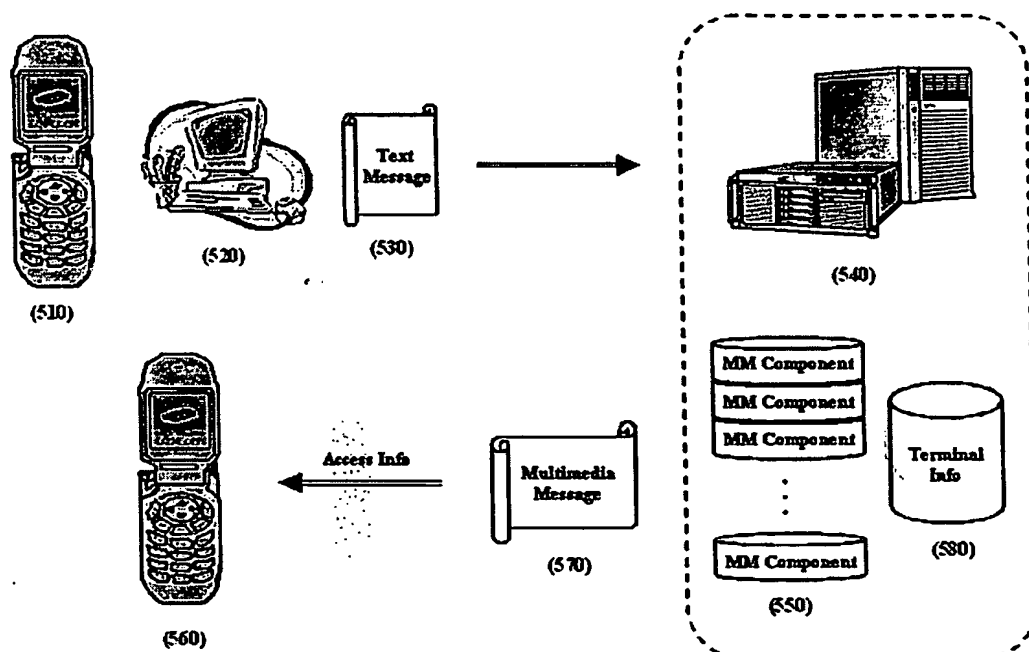 Text
Message
(510)
(520)
(530)
(540)
MM Component
MM Component
MM Component
MM Component
(550)
Terminal
Info
(580)
Access Info
Multimedia
Message
(570)
(560)